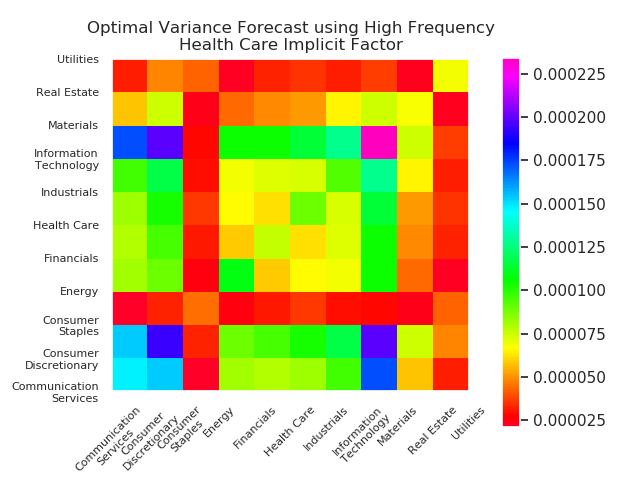 Optimal Variance Forecast using High Frequency
Health Care Implicit Factor
Utilities
Real Estate
Materials
Information
Technology
Industrials
Health Care
Financials
Energy
Consumer
Staples
Consumer
Discretionary
Communication
Services
Communication
Services
Consumer
Discretionary
Consumer
Staples
Energy
Financials
Health Care
Industrials
Information
Technology
Materials
Real Estate
Utilities
0.000225
0.000200
0.000175
0.000150
0.000125
0.000100
0.000075
0.000050
0.000025